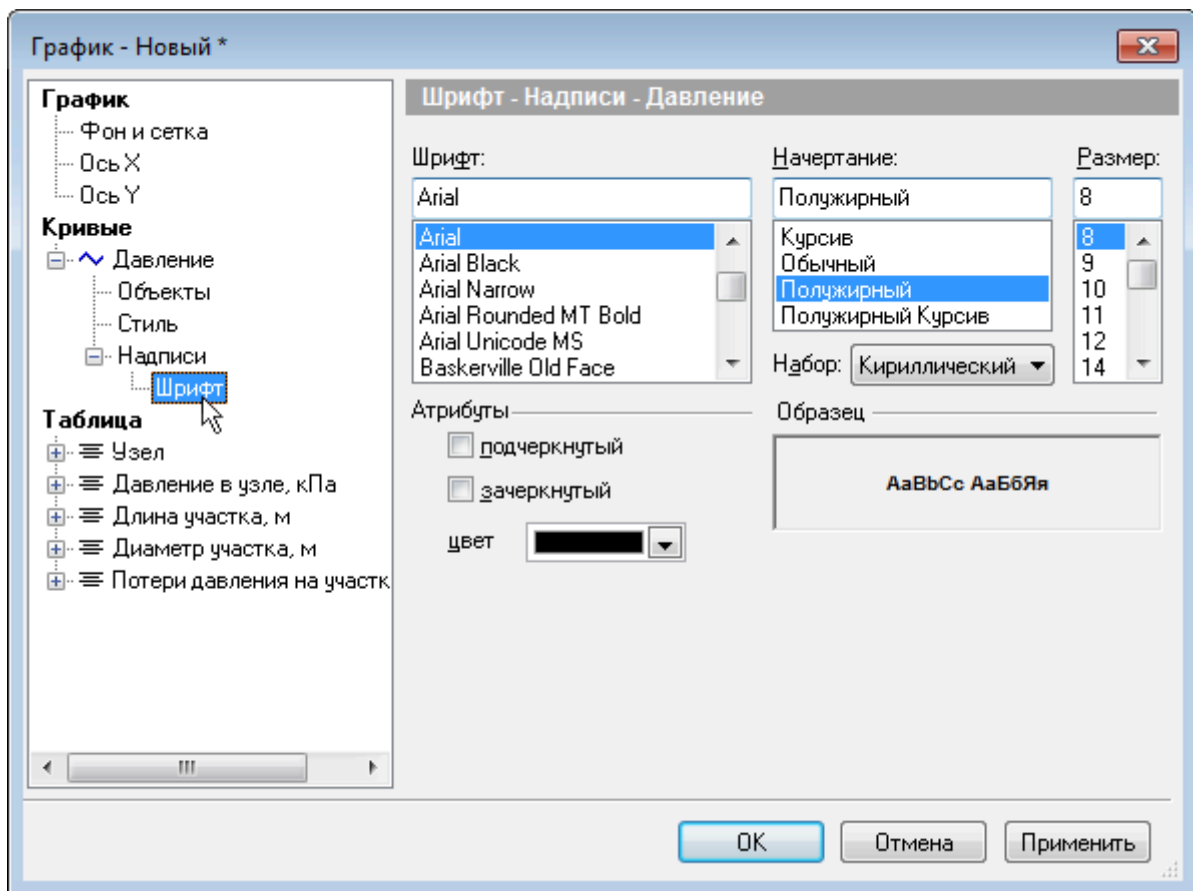 График - Новый *
График
Фон и сетка
Ось X
Ось Y
Кривые
Давление
Объекты
Стиль
Надписи
Шрифт
Таблица
Узел
Давление в узле, кПа
Длина участка, м
Диаметр участка, м
Потери давления на участк
Шрифт - Надписи - Давление
Шрифт:
Arial
Arial
Arial Black
Arial Narrow
Arial Rounded MT Bold
Arial Unicode MS
Baskerville Old Face
Начертание:
Полужирный
Курсив
Обычный
Полужирный
Полужирный Курсив
Размер:
8
8
9
10
11
12
14
Набор: Кириллический
Атрибуты
подчеркнутый
зачеркнутый
цвет
Образец
AaBbCc АаБбЯя
OK Отмена Применить